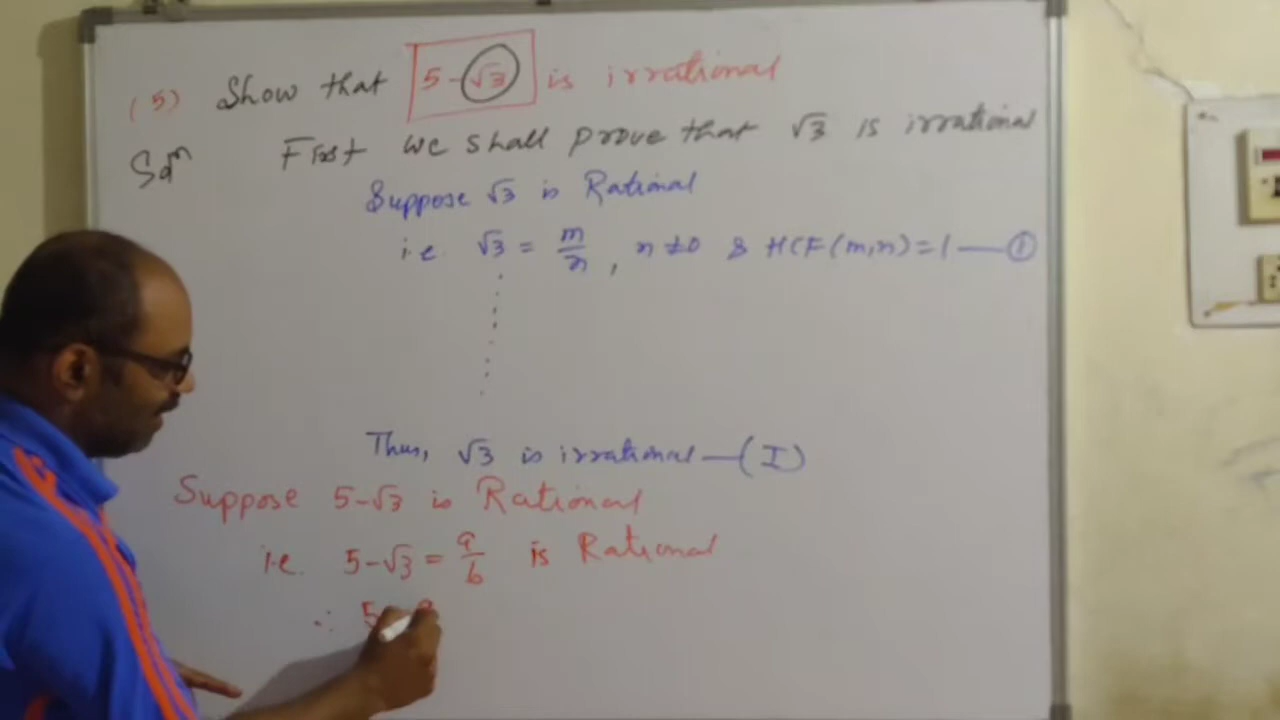 (5) Show that 5-√3 is irrational
Solⁿ First we shall prove that √3 is irrational
Suppose √3 is Rational
i.e √3 = m/n, n≠0 & HCF(m,n)=1 —①
Thus, √3 is irrational —(I)
Suppose 5-√3 is Rational
i.e. 5-√3 = a/b is Rational
∴ 5